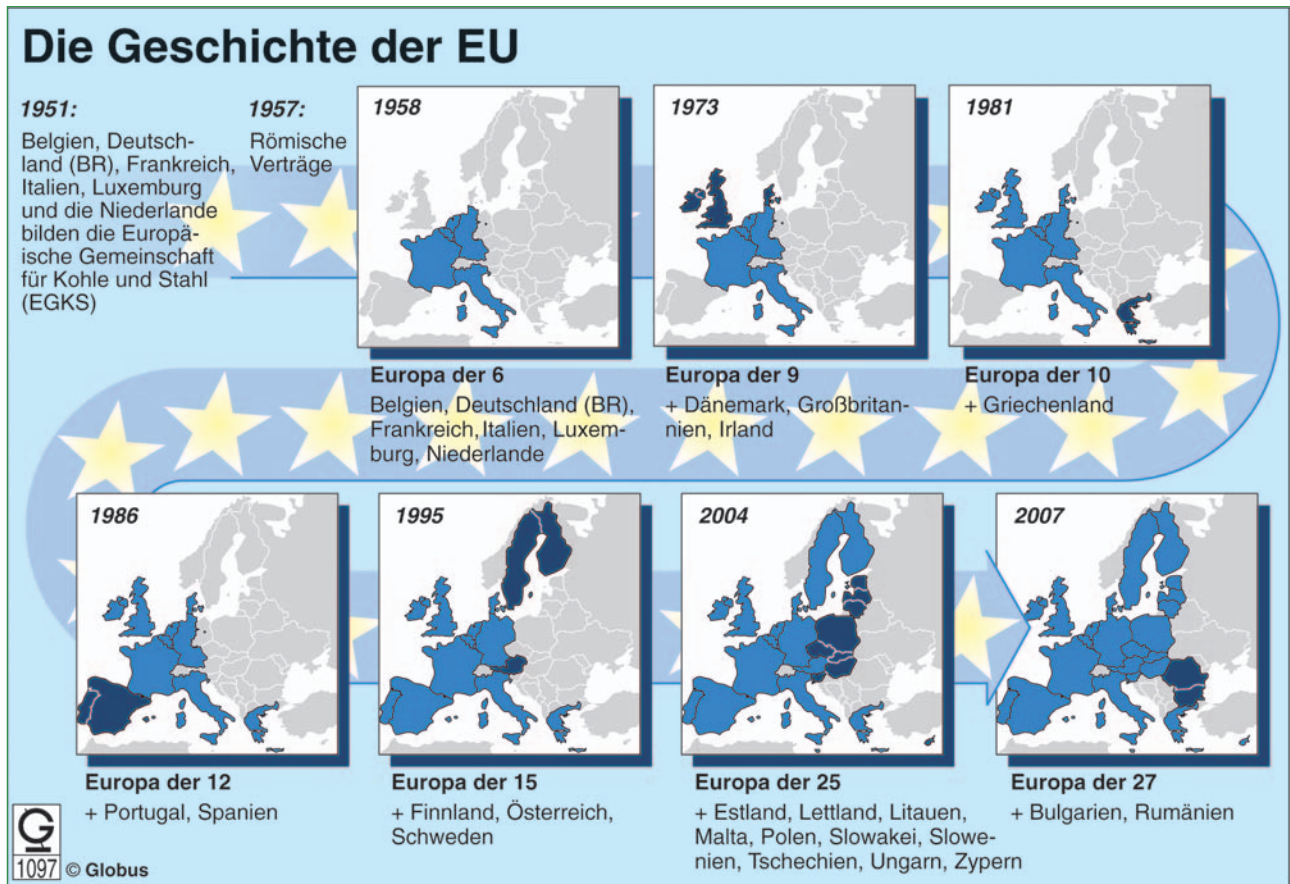 Die Geschichte der EU
1951:
Belgien, Deutsch-
land (BR), Frankreich,
Italien, Luxemburg
und die Niederlande
bilden die Europä-
ische Gemeinschaft
für Kohle und Stahl
(EGKS)
1957:
Römische
Verträge
1958
Europa der 6
Belgien, Deutschland (BR),
Frankreich, Italien, Luxem-
burg, Niederlande
1973
Europa der 9
+ Dänemark, Großbritan-
nien, Irland
1981
Europa der 10
+ Griechenland
1986
Europa der 12
+ Portugal, Spanien
1995
Europa der 15
+ Finnland, Österreich,
Schweden
2004
Europa der 25
+ Estland, Lettland, Litauen,
Malta, Polen, Slowakei, Slowe-
nien, Tschechien, Ungarn, Zypern
2007
Europa der 27
+ Bulgarien, Rumänien
G
1097 © Globus